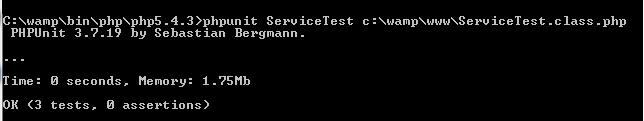 C:\wamp\bin\php\php5.4.3>phpunit ServiceTest c:\wamp\www\ServiceTest.class.php
PHPUnit 3.7.19 by Sebastian Bergmann.
...
Time: 0 seconds, Memory: 1.75Mb
OK (3 tests, 0 assertions)